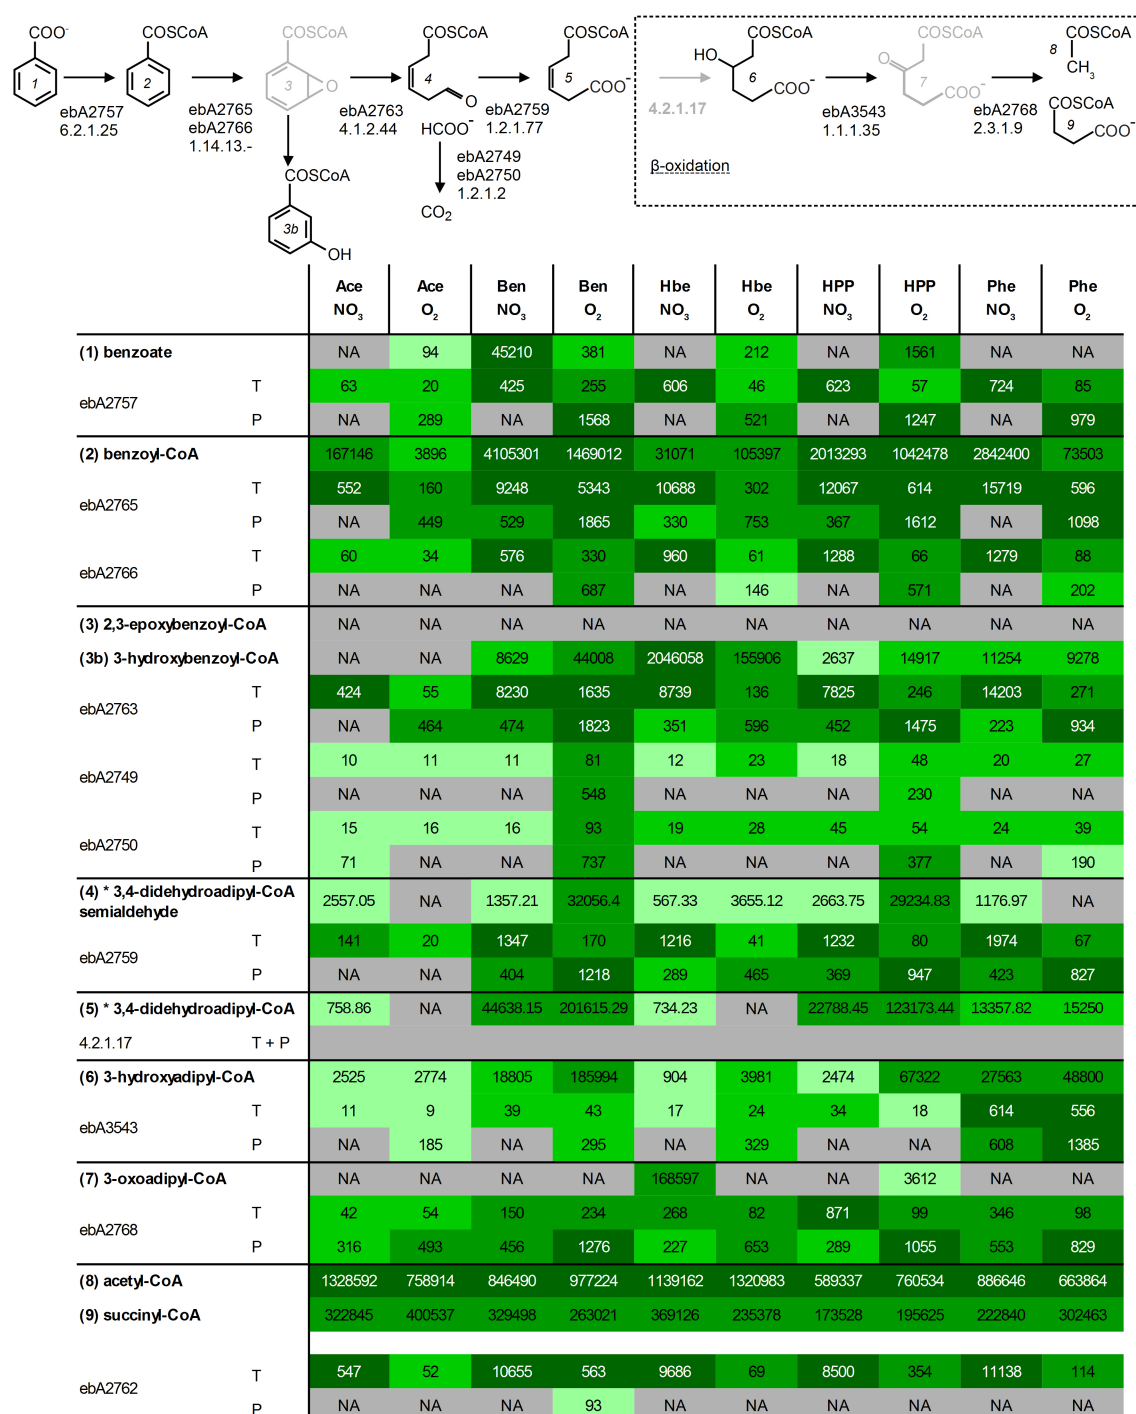 COO⁻ COSCoA COSCoA COSCoA COSCoA COSCoA COSCoA 8 COSCoA
1 2 3 O 4 5 HO 6 O 7 CH₃
O COO⁻ COO⁻ COO⁻ COSCoA
ebA2757 ebA2765 ebA2763 HCOO⁻ ebA2759 4.2.1.17 ebA3543 ebA2768 9 COO⁻
6.2.1.25 ebA2766 4.1.2.44 1.2.1.77 1.1.1.35 2.3.1.9
1.14.13.- ebA2749
ebA2750 β-oxidation
COSCoA 1.2.1.2
CO₂
3b
OH
Ace Ace Ben Ben Hbe Hbe HPP HPP Phe Phe
NO₃ O₂ NO₃ O₂ NO₃ O₂ NO₃ O₂ NO₃ O₂
(1) benzoate NA 94 45210 381 NA 212 NA 1561 NA NA
ebA2757 T 63 20 425 255 606 46 623 57 724 85
P NA 289 NA 1568 NA 521 NA 1247 NA 979
(2) benzoyl-CoA 167146 3896 4105301 1469012 31071 105397 2013293 1042478 2842400 73503
ebA2765 T 552 160 9248 5343 10688 302 12067 614 15719 596
P NA 449 529 1865 330 753 367 1612 NA 1098
ebA2766 T 60 34 576 330 960 61 1288 66 1279 88
P NA NA NA 687 NA 146 NA 571 NA 202
(3) 2,3-epoxybenzoyl-CoA NA NA NA NA NA NA NA NA NA NA
(3b) 3-hydroxybenzoyl-CoA NA NA 8629 44008 2046058 155906 2637 14917 11254 9278
ebA2763 T 424 55 8230 1635 8739 136 7825 246 14203 271
P NA 464 474 1823 351 596 452 1475 223 934
ebA2749 T 10 11 11 81 12 23 18 48 20 27
P NA NA NA 548 NA NA NA 230 NA NA
ebA2750 T 15 16 16 93 19 28 45 54 24 39
P 71 NA NA 737 NA NA NA 377 NA 190
(4) * 3,4-didehydroadipyl-CoA
semialdehyde 2557.05 NA 1357.21 32056.4 567.33 3655.12 2663.75 29234.83 1176.97 NA
ebA2759 T 141 20 1347 170 1216 41 1232 80 1974 67
P NA NA 404 1218 289 465 369 947 423 827
(5) * 3,4-didehydroadipyl-CoA 758.86 NA 44638.15 201615.29 734.23 NA 22788.45 123173.44 13357.82 15250
4.2.1.17 T + P
(6) 3-hydroxyadipyl-CoA 2525 2774 18805 185994 904 3981 2474 67322 27563 48800
ebA3543 T 11 9 39 43 17 24 34 18 614 556
P NA 185 NA 295 NA 329 NA NA 608 1385
(7) 3-oxoadipyl-CoA NA NA NA NA 168597 NA NA 3612 NA NA
ebA2768 T 42 54 150 234 268 82 871 99 346 98
P 316 493 456 1276 227 653 289 1055 553 829
(8) acetyl-CoA 1328592 758914 846490 977224 1139162 1320983 589337 760534 886646 663864
(9) succinyl-CoA 322845 400537 329498 263021 369126 235378 173528 195625 222840 302463
ebA2762 T 547 52 10655 563 9686 69 8500 354 11138 114
P NA NA NA 93 NA NA NA NA NA NA